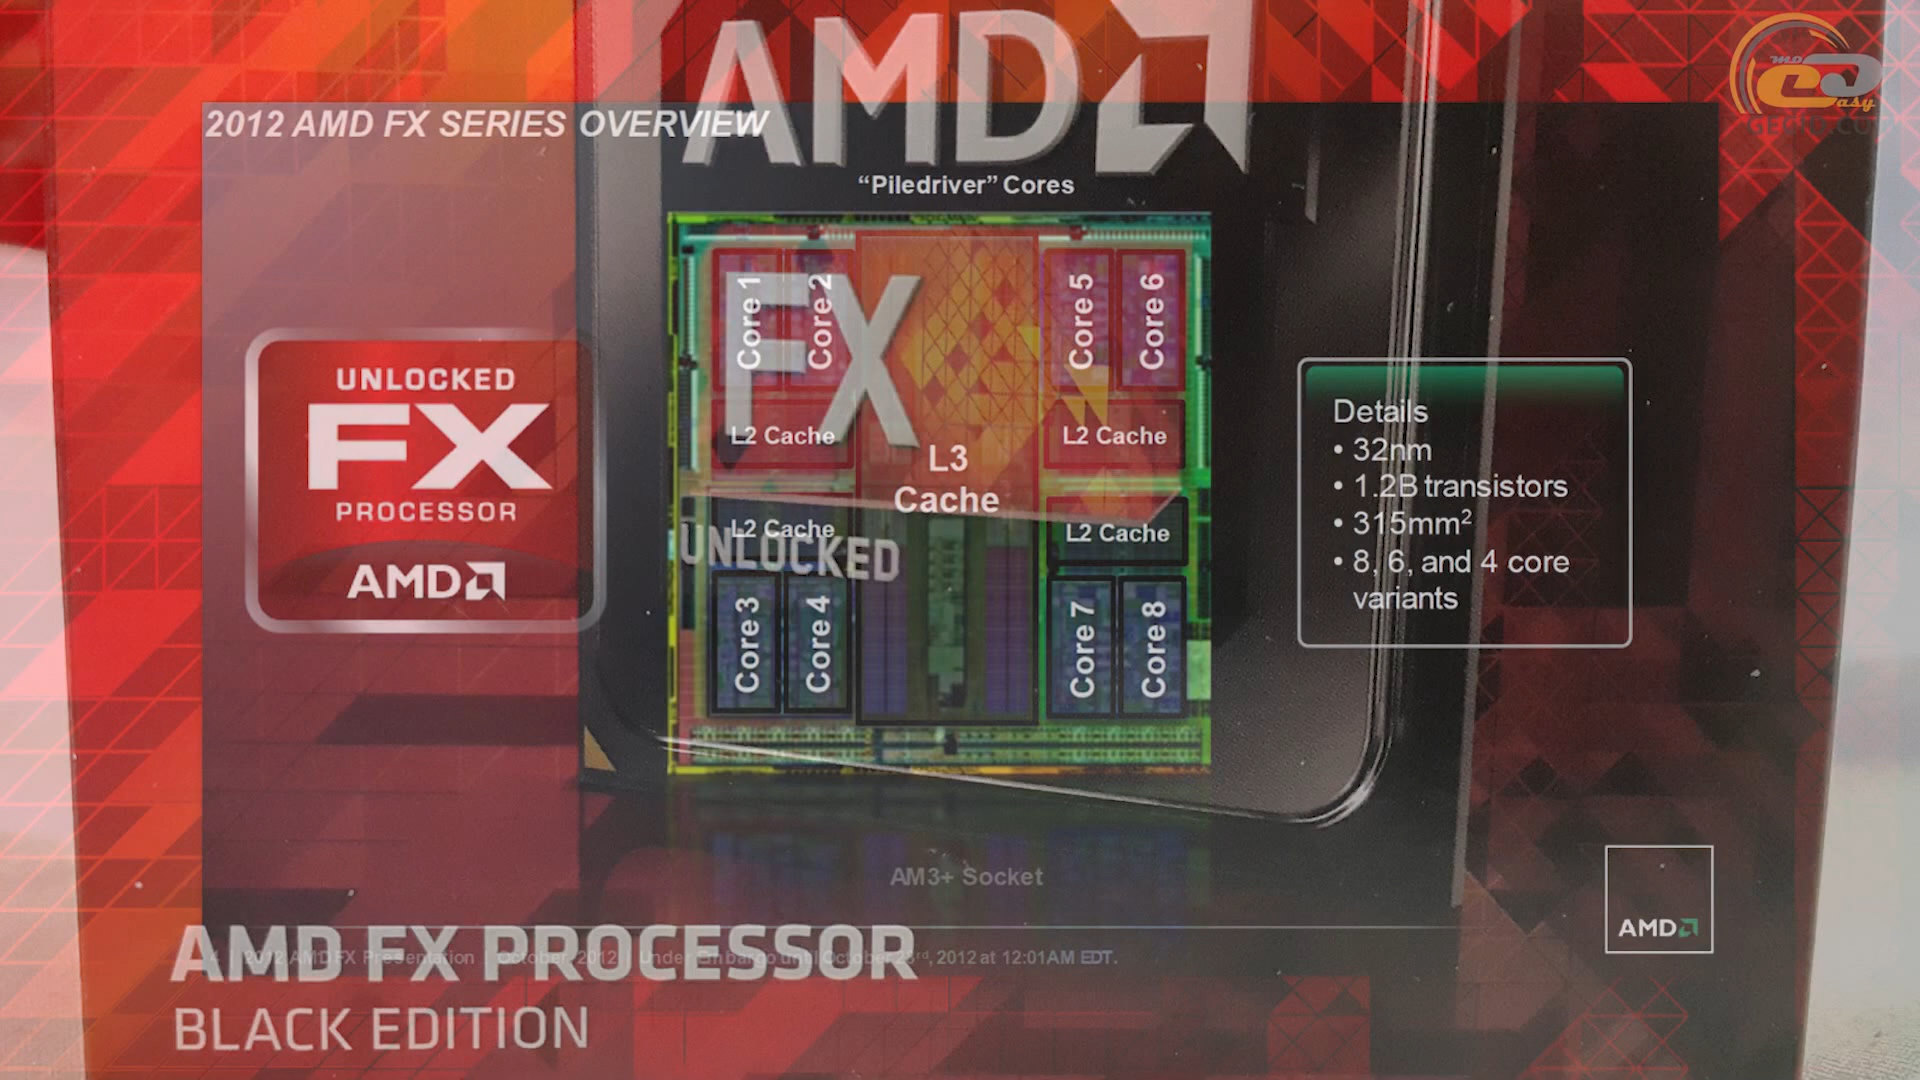 AMD
2012 AMD FX SERIES OVERVIEW
“Piledriver” Cores
Core 1
Core 2
Core 5
Core 6
FX
L2 Cache
L2 Cache
L3
Cache
L2 Cache
L2 Cache
UNLOCKED
Core 3
Core 4
Core 7
Core 8
UNLOCKED
FX
PROCESSOR
AMD
Details
• 32nm
• 1.2B transistors
• 315mm²
• 8, 6, and 4 core
variants
AM3+ Socket
AMD
AMD FX PROCESSOR
4 2012 AMD FX Presentation October, 2012 Under Embargo until October 23rd, 2012 at 12:01AM EDT.
BLACK EDITION